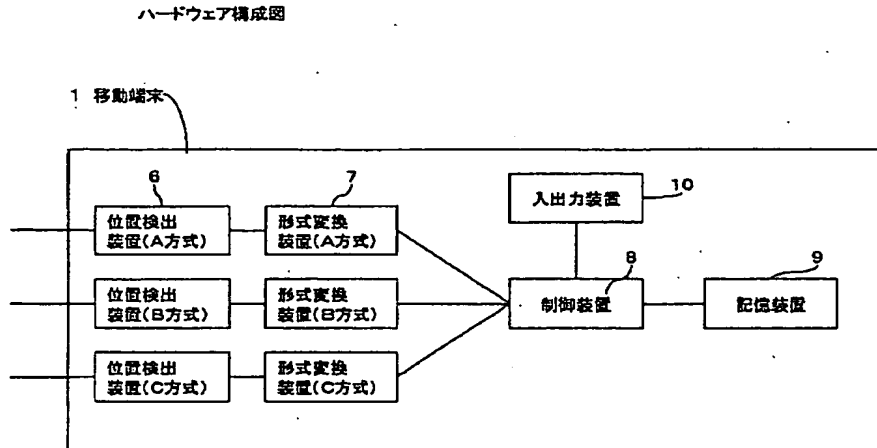 ハードウェア構成図
1 移動端末
6
7
10
位置検出
装置(A方式)
形式変換
装置(A方式)
入出力装置
8
9
位置検出
装置(B方式)
形式変換
装置(B方式)
制御装置
記憶装置
位置検出
装置(C方式)
形式変換
装置(C方式)